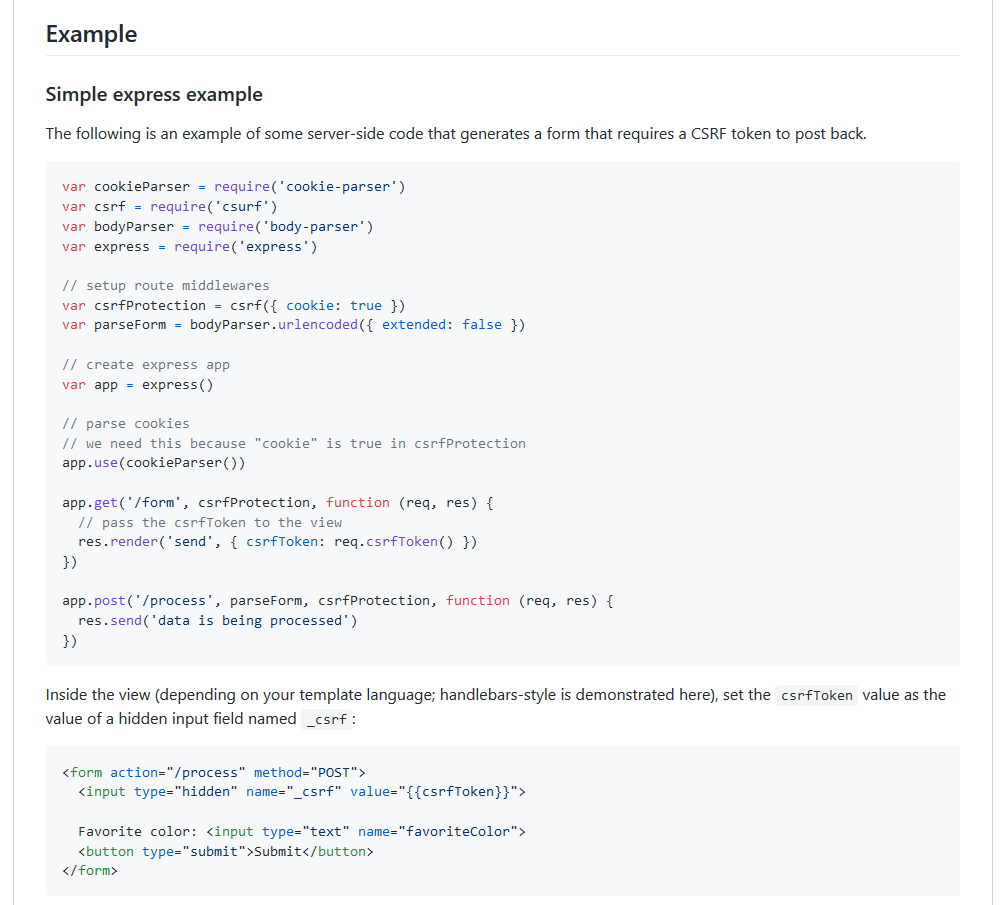 Example
Simple express example
The following is an example of some server-side code that generates a form that requires a CSRF token to post back.
var cookieParser = require('cookie-parser')
var csrf = require('csurf')
var bodyParser = require('body-parser')
var express = require('express')
// setup route middlewares
var csrfProtection = csrf({ cookie: true })
var parseForm = bodyParser.urlencoded({ extended: false })
// create express app
var app = express()
// parse cookies
// we need this because "cookie" is true in csrfProtection
app.use(cookieParser())
app.get('/form', csrfProtection, function (req, res) {
  // pass the csrfToken to the view
  res.render('send', { csrfToken: req.csrfToken() })
})
app.post('/process', parseForm, csrfProtection, function (req, res) {
  res.send('data is being processed')
})
Inside the view (depending on your template language; handlebars-style is demonstrated here), set the csrfToken value as the
value of a hidden input field named _csrf:
<form action="/process" method="POST">
  <input type="hidden" name="_csrf" value="{{csrfToken}}">
  Favorite color: <input type="text" name="favoriteColor">
  <button type="submit">Submit</button>
</form>